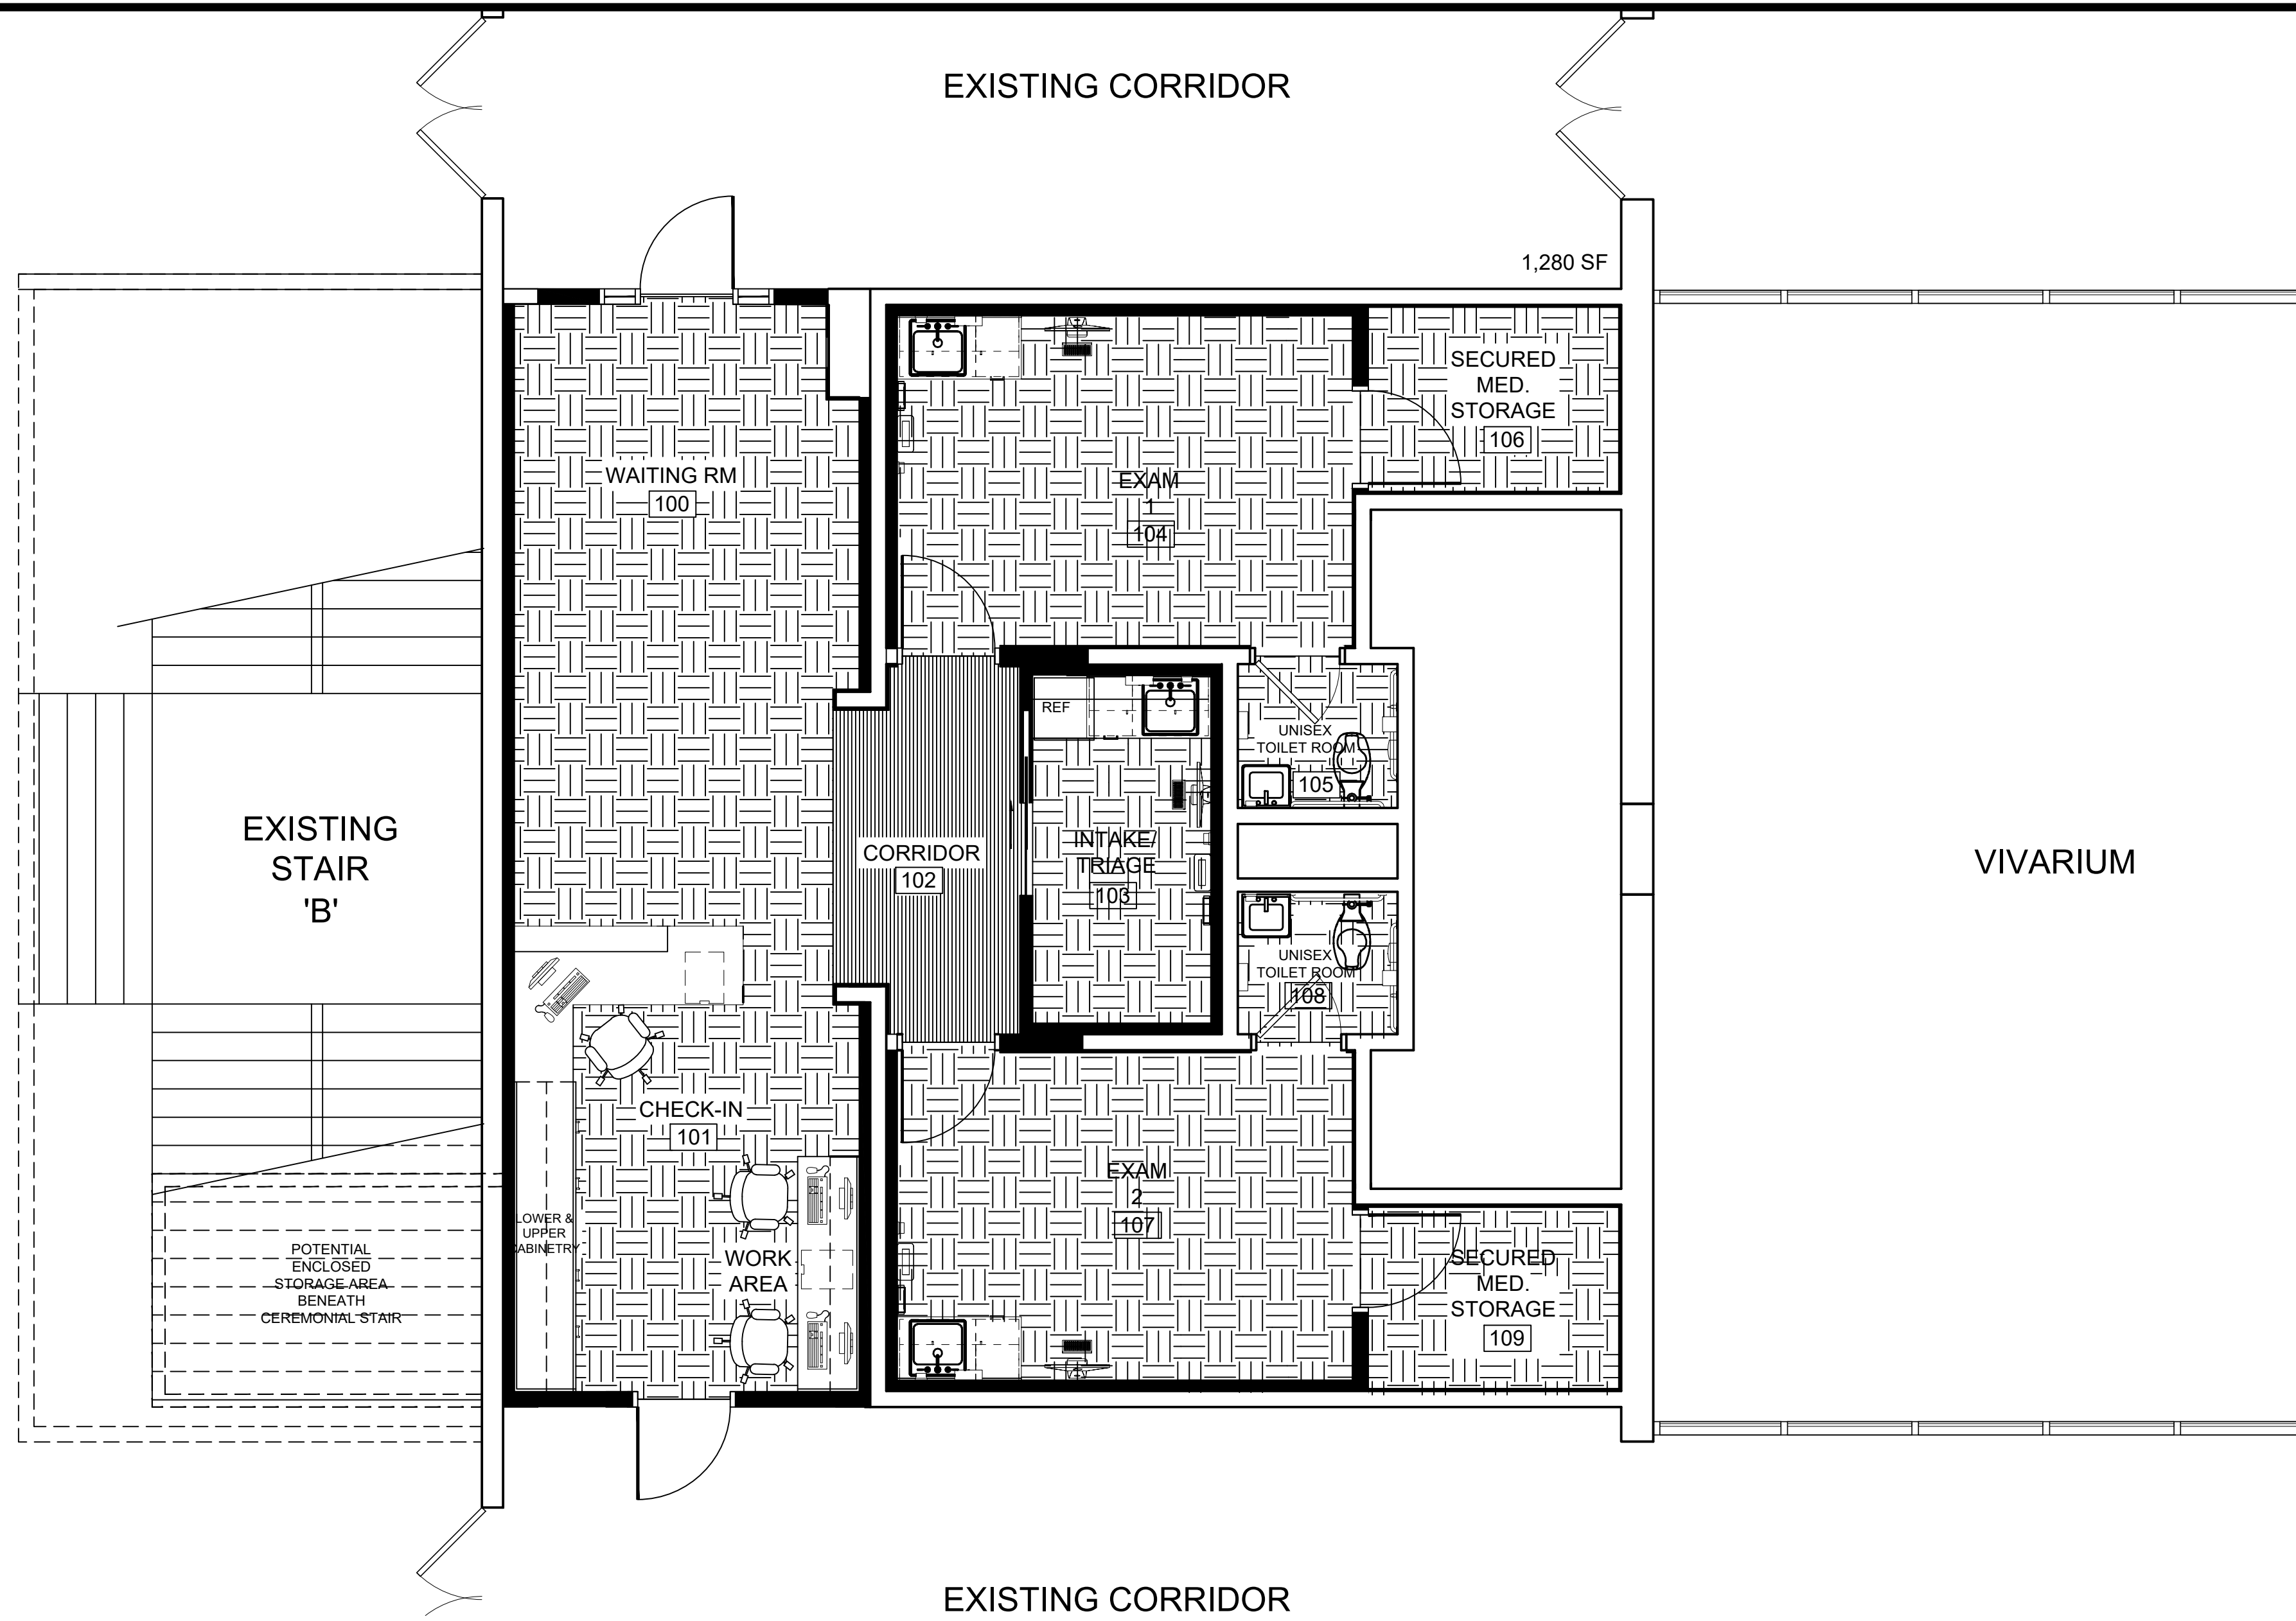 EXISTING CORRIDOR
1,280 SF
SECURED
MED.
STORAGE
106
WAITING RM
100
EXAM
1
104
REF
UNISEX
TOILET ROOM
105
EXISTING
STAIR
'B'
CORRIDOR
102
INTAKE/
TRIAGE
103
VIVARIUM
UNISEX
TOILET ROOM
108
CHECK-IN
101
EXAM
2
107
LOWER &
UPPER
CABINETRY
WORK
AREA
POTENTIAL
ENCLOSED
STORAGE AREA
BENEATH
CEREMONIAL STAIR
SECURED
MED.
STORAGE
109
EXISTING CORRIDOR